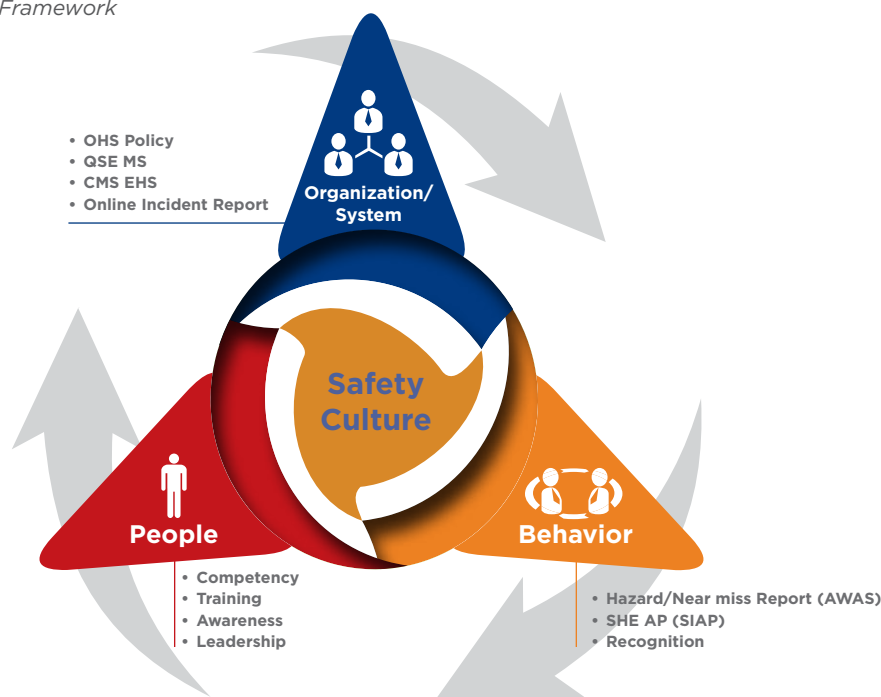 Framework
• OHS Policy
• QSE MS
• CMS EHS
• Online Incident Report
Organization/
System
Safety
Culture
People
• Competency
• Training
• Awareness
• Leadership
Behavior
• Hazard/Near miss Report (AWAS)
• SHE AP (SIAP)
• Recognition